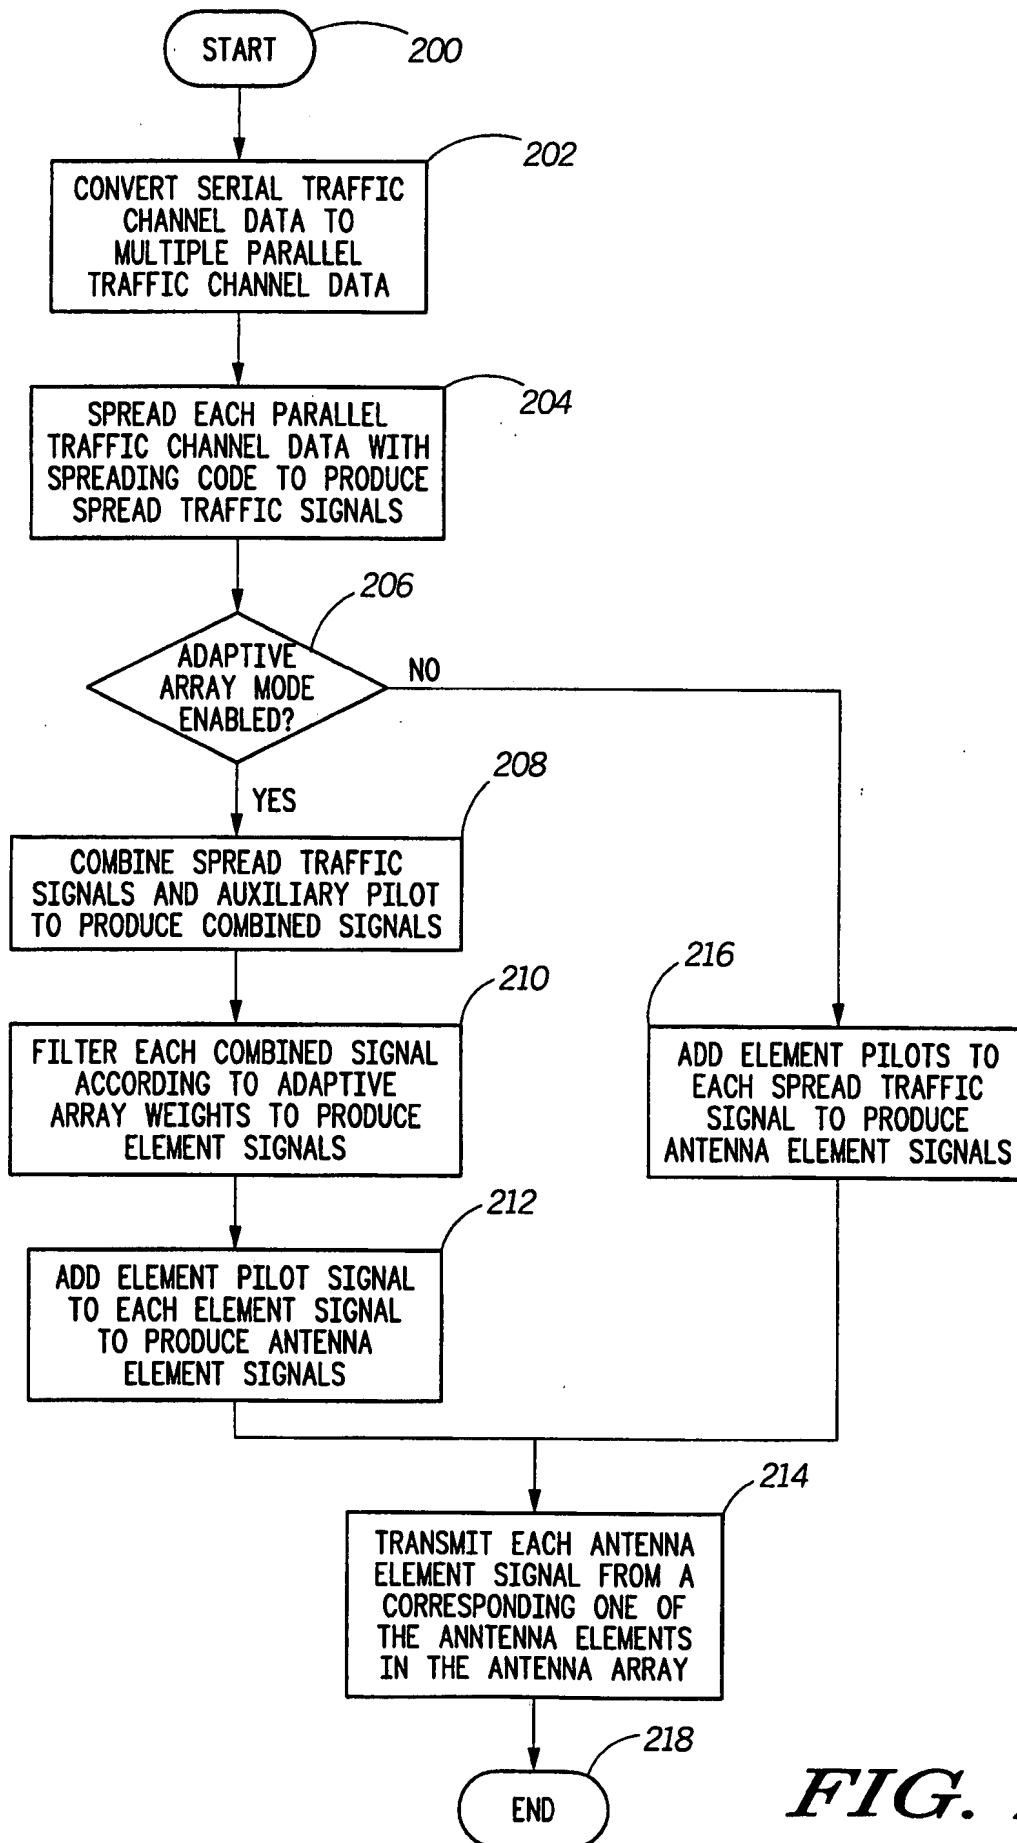 START
200
202
CONVERT SERIAL TRAFFIC
CHANNEL DATA TO
MULTIPLE PARALLEL
TRAFFIC CHANNEL DATA
204
SPREAD EACH PARALLEL
TRAFFIC CHANNEL DATA WITH
SPREADING CODE TO PRODUCE
SPREAD TRAFFIC SIGNALS
206
ADAPTIVE
ARRAY MODE
ENABLED?
NO
YES
208
COMBINE SPREAD TRAFFIC
SIGNALS AND AUXILIARY PILOT
TO PRODUCE COMBINED SIGNALS
210
FILTER EACH COMBINED SIGNAL
ACCORDING TO ADAPTIVE
ARRAY WEIGHTS TO PRODUCE
ELEMENT SIGNALS
216
ADD ELEMENT PILOTS TO
EACH SPREAD TRAFFIC
SIGNAL TO PRODUCE
ANTENNA ELEMENT SIGNALS
212
ADD ELEMENT PILOT SIGNAL
TO EACH ELEMENT SIGNAL
TO PRODUCE ANTENNA
ELEMENT SIGNALS
214
TRANSMIT EACH ANTENNA
ELEMENT SIGNAL FROM A
CORRESPONDING ONE OF
THE ANNTENNA ELEMENTS
IN THE ANTENNA ARRAY
218
END
FIG.